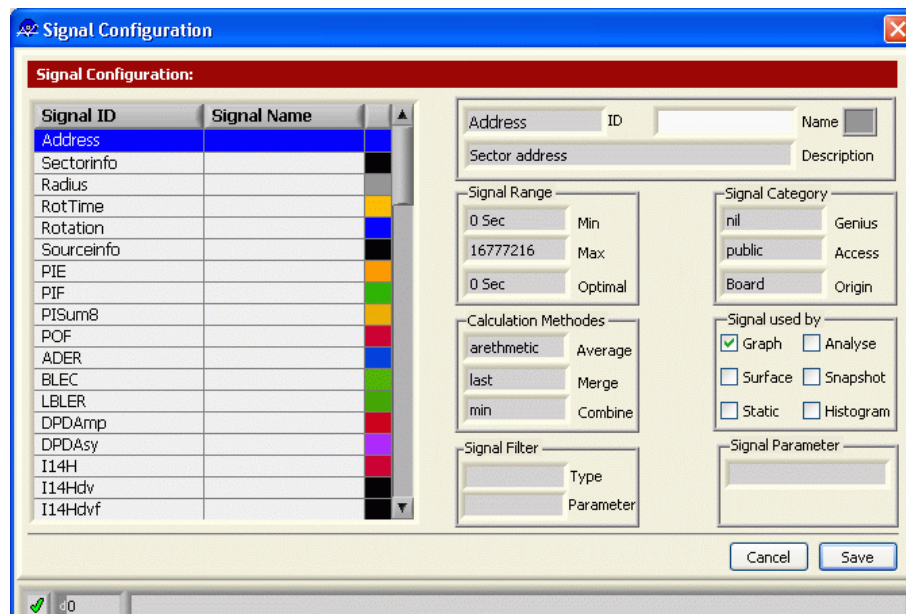 Signal Configuration
Signal Configuration:
Signal ID Signal Name
Address
Sectorinfo
Radius
RotTime
Rotation
Sourceinfo
PIE
PIF
PISum8
POF
ADER
BLEC
LBLER
DPDAmp
DPDAsy
I14H
I14Hdv
I14Hdvf
Address ID Name
Sector address Description
Signal Range
0 Sec Min
16777216 Max
0 Sec Optimal
Signal Category
nil Genius
public Access
Board Origin
Calculation Methodes
arethmetic Average
last Merge
min Combine
Signal used by
Graph Analyse
Surface Snapshot
Static Histogram
Signal Filter
Type
Parameter
Signal Parameter
Cancel Save
d0